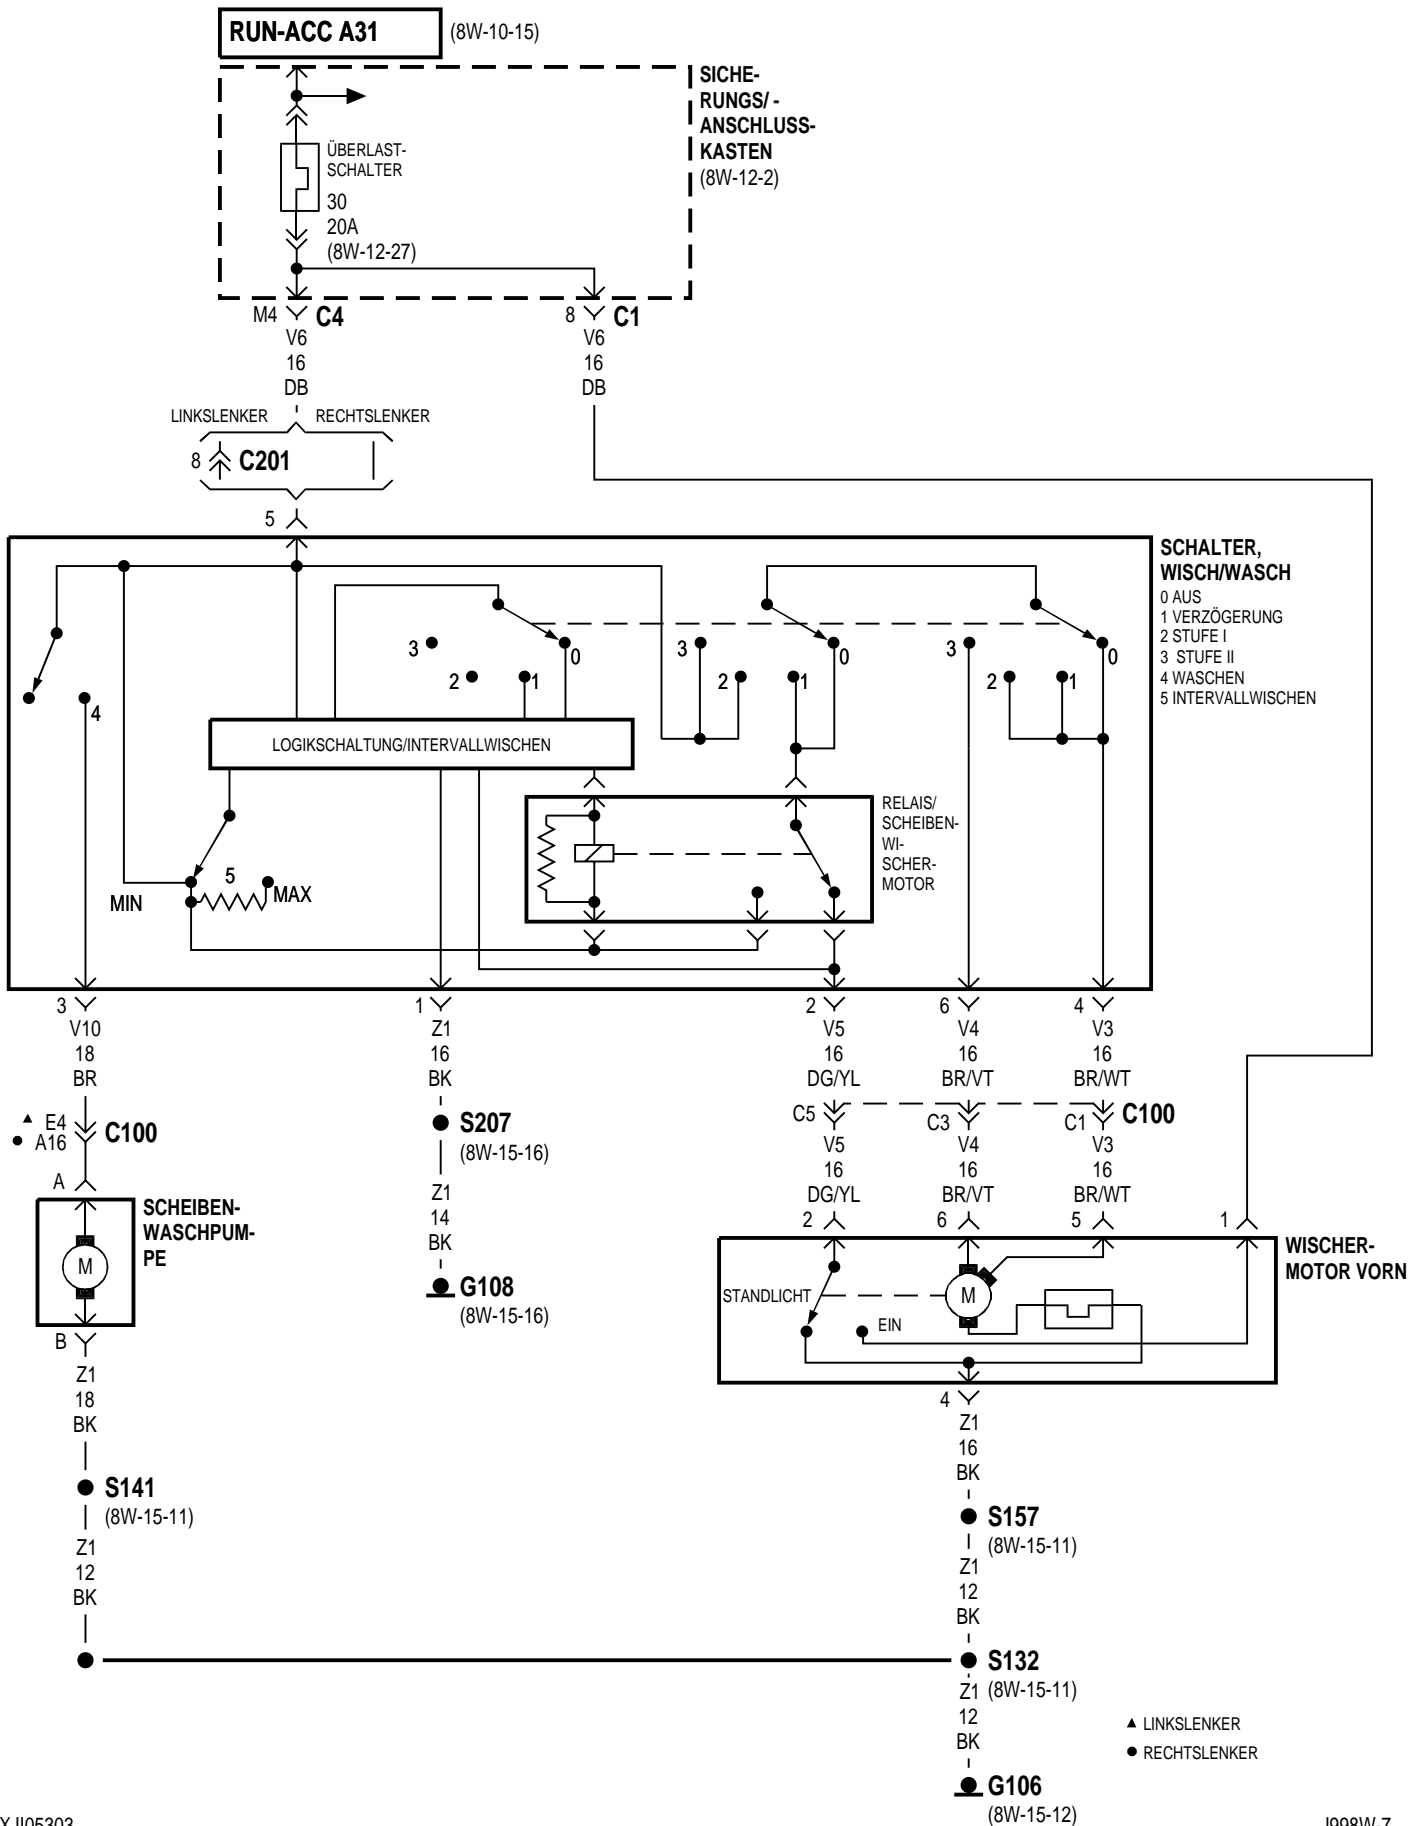 RUN-ACC A31
(8W-10-15)
SICHE-
RUNGS/ -
ANSCHLUSS-
KASTEN
(8W-12-2)
ÜBERLAST-
SCHALTER
30
20A
(8W-12-27)
M4 C4
8 C1
V6 V6
16 16
DB DB
LINKSLENKER RECHTSLENKER
8 C201
5
SCHALTER,
WISCH/WASCH
0 AUS
1 VERZÖGERUNG
2 STUFE I
3 STUFE II
4 WASCHEN
5 INTERVALLWISCHEN
3 0 3 0 3 0
2 1 2 1 2 1
4
LOGIKSCHALTUNG/INTERVALLWISCHEN
RELAIS/
SCHEIBEN-
WI-
SCHER-
MOTOR
5
MIN MAX
3 1 2 6 4
V10 Z1 V5 V4 V3
18 16 16 16 16
BR BK DG/YL BR/VT BR/WT
▲ E4
● A16 C100
S207
(8W-15-16)
C5 C3 C1 C100
V5 V4 V3
16 16 16
DG/YL BR/VT BR/WT
A
Z1
14
BK
2 6 5 1
SCHEIBEN-
WASCHPUM-
PE
M
B
G108
(8W-15-16)
WISCHER-
MOTOR VORN
STANDLICHT
M
EIN
Z1
18
BK
4
Z1
16
BK
S141
(8W-15-11)
S157
(8W-15-11)
Z1
12
BK
Z1
12
BK
S132
(8W-15-11)
Z1
12
BK
▲ LINKSLENKER
● RECHTSLENKER
G106
(8W-15-12)